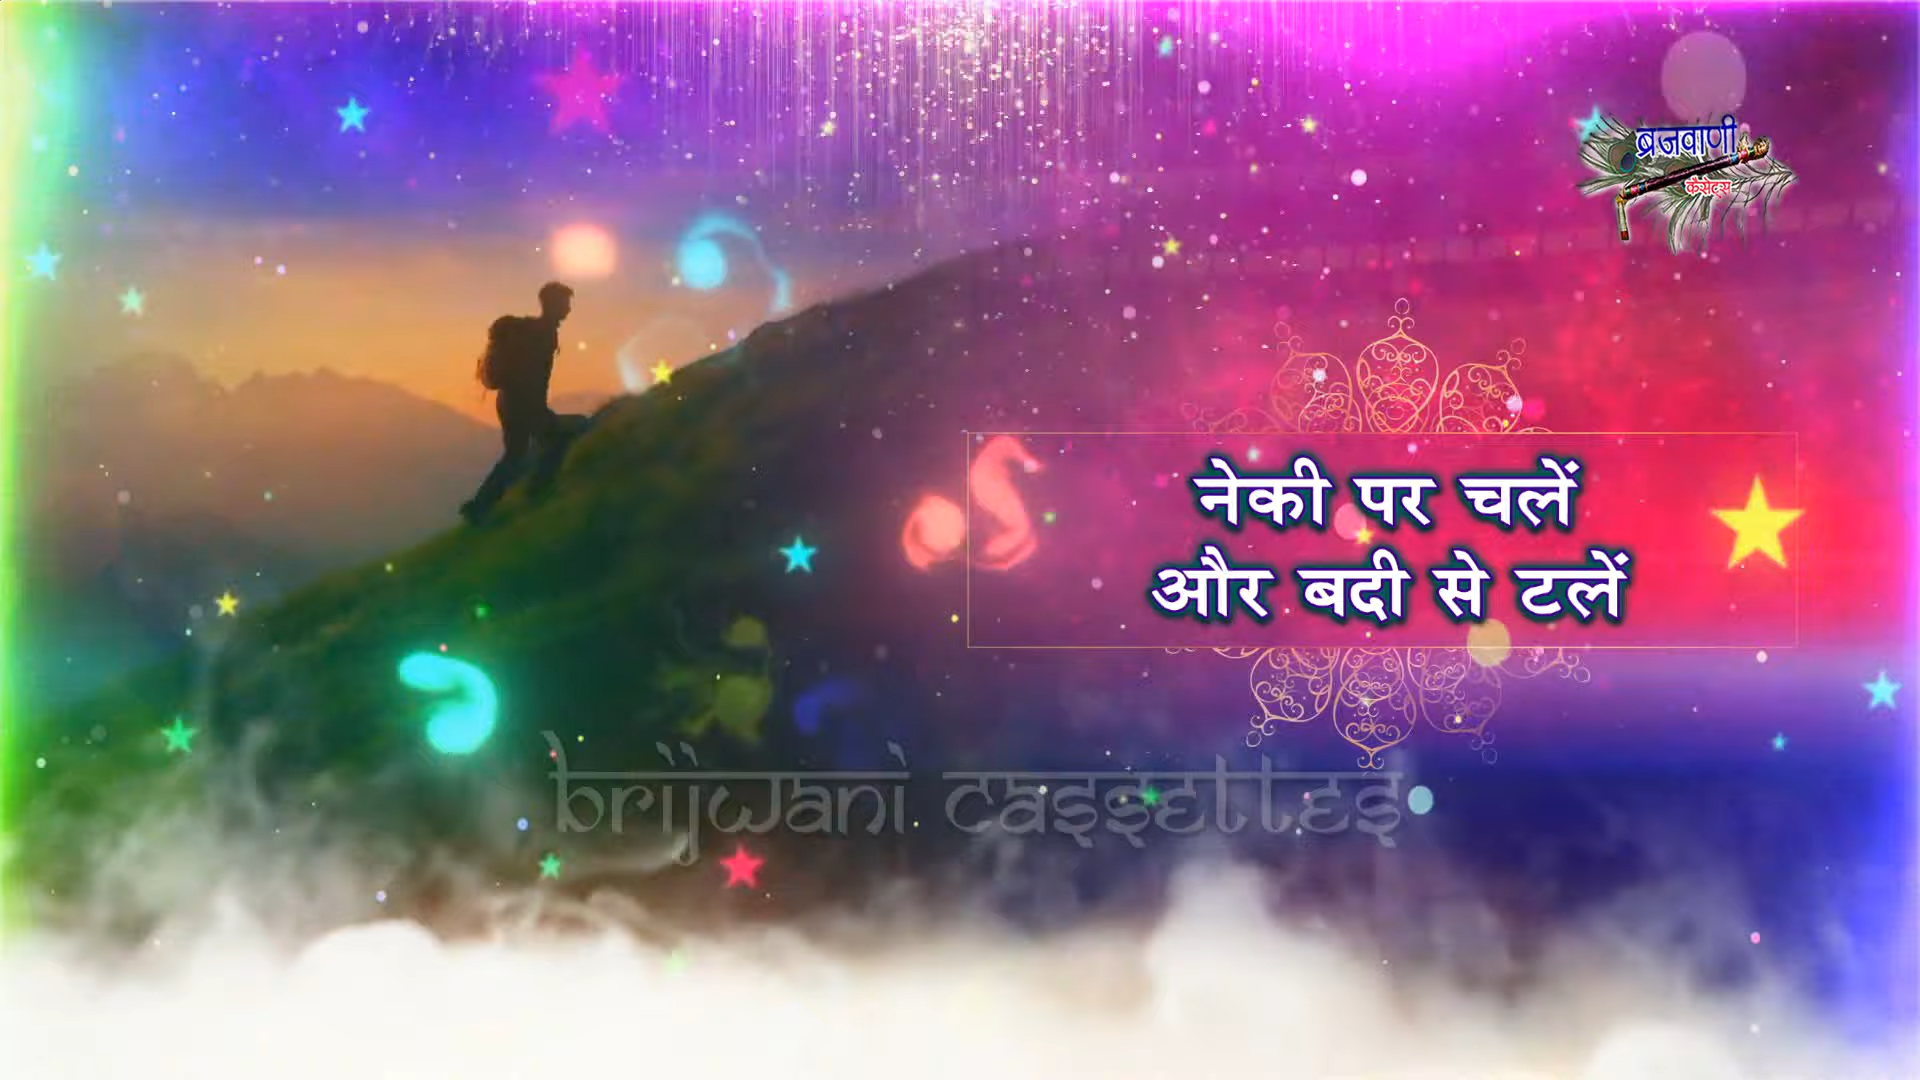 ब्रजवाणी
कैसेट्स
नेकी पर चलें
और बदी से टलें
BRIJWANI CASSETTES